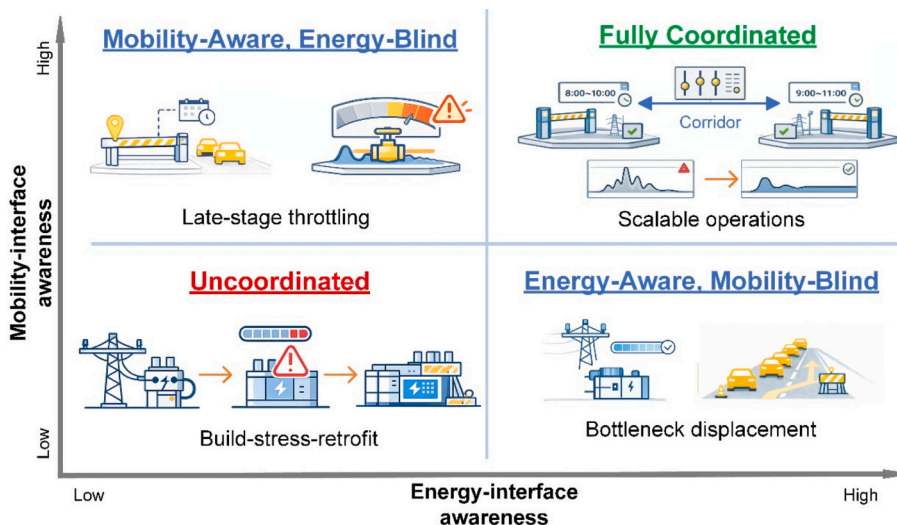 Mobility-Aware, Energy-Blind
Fully Coordinated
8:00~10:00
9:00~11:00
Corridor
Late-stage throttling
Scalable operations
Uncoordinated
Energy-Aware, Mobility-Blind
Build-stress-retrofit
Bottleneck displacement
High
Mobility-interface
awareness
Low
Low
Energy-interface
awareness
High